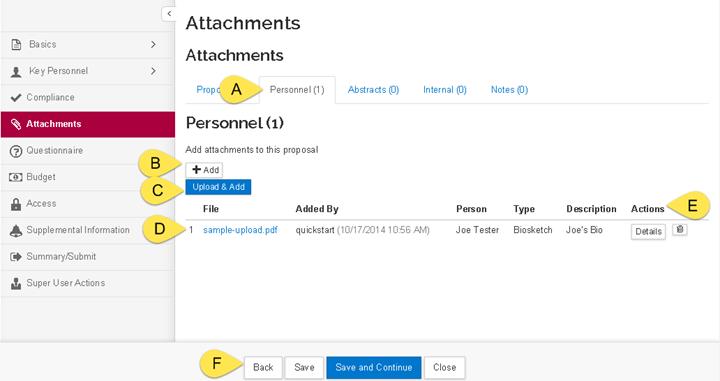 <
Attachments
Basics >
Key Personnel >
Compliance
Attachments
Questionnaire
Budget
Access
Supplemental Information
Summary/Submit
Super User Actions
Attachments
Propo A Personnel (1) Abstracts (0) Internal (0) Notes (0)
Personnel (1)
Add attachments to this proposal
B + Add
C Upload & Add
File Added By Person Type Description Actions E
D 1 sample-upload.pdf quickstart (10/17/2014 10:56 AM) Joe Tester Biosketch Joe's Bio Details
F Back Save Save and Continue Close